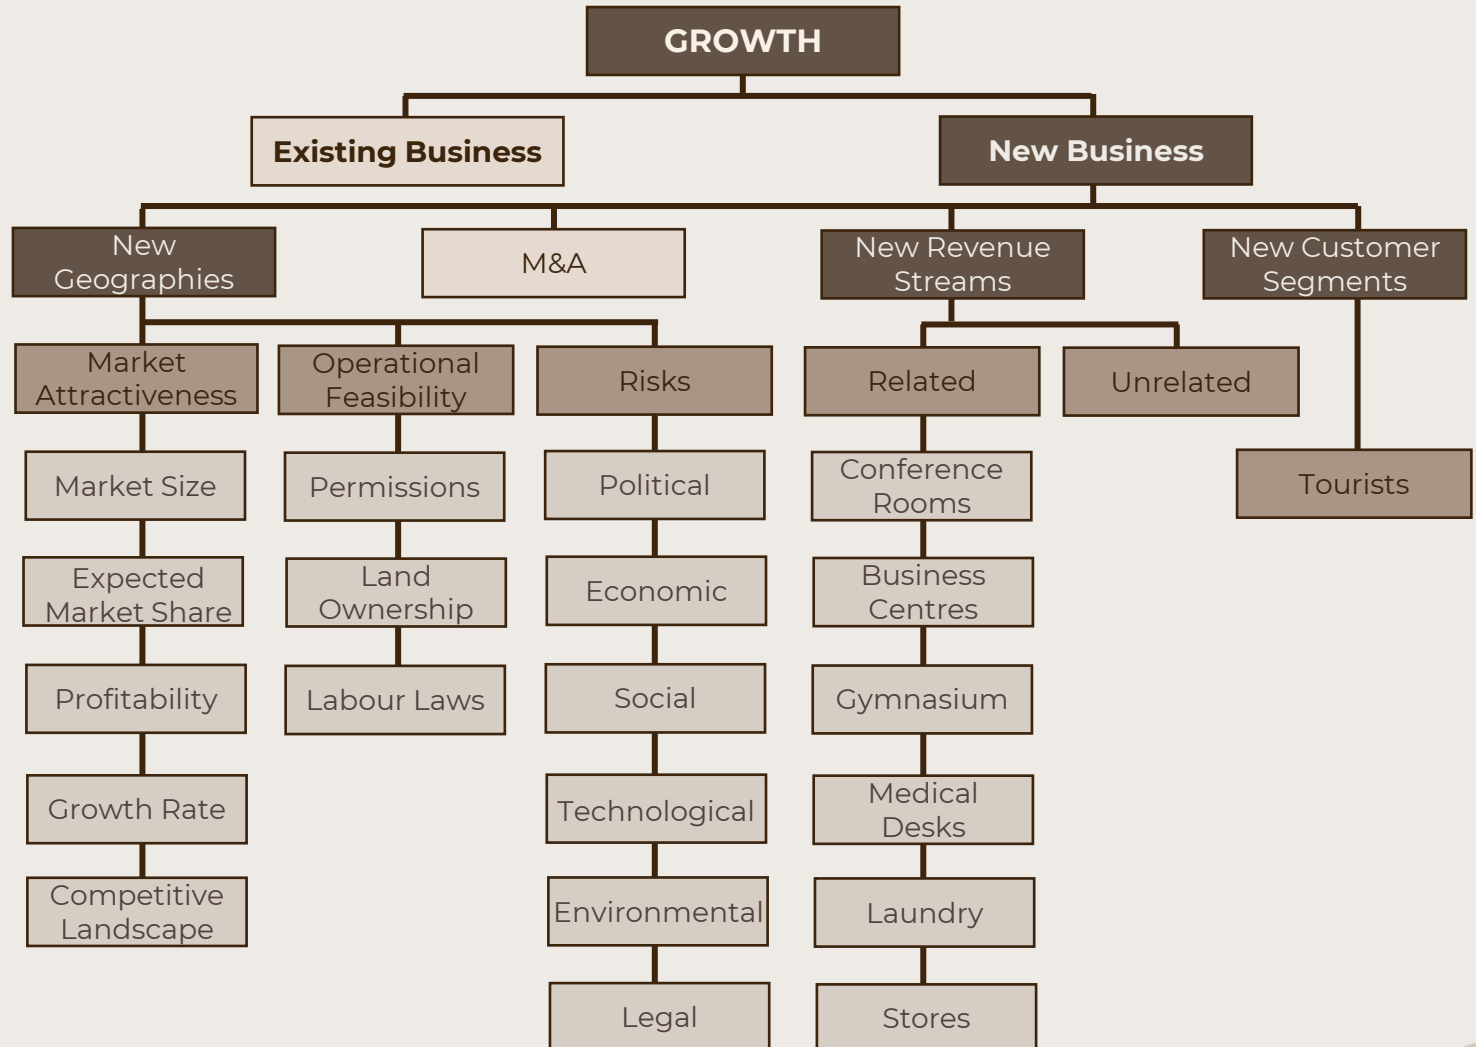 GROWTH
Existing Business
New Business
New
Geographies
M&A
New Revenue
Streams
New Customer
Segments
Market
Attractiveness
Operational
Feasibility
Risks
Related
Unrelated
Market Size
Permissions
Political
Conference
Rooms
Tourists
Expected
Market Share
Land
Ownership
Economic
Business
Centres
Profitability
Labour Laws
Social
Gymnasium
Growth Rate
Technological
Medical
Desks
Competitive
Landscape
Environmental
Laundry
Legal
Stores